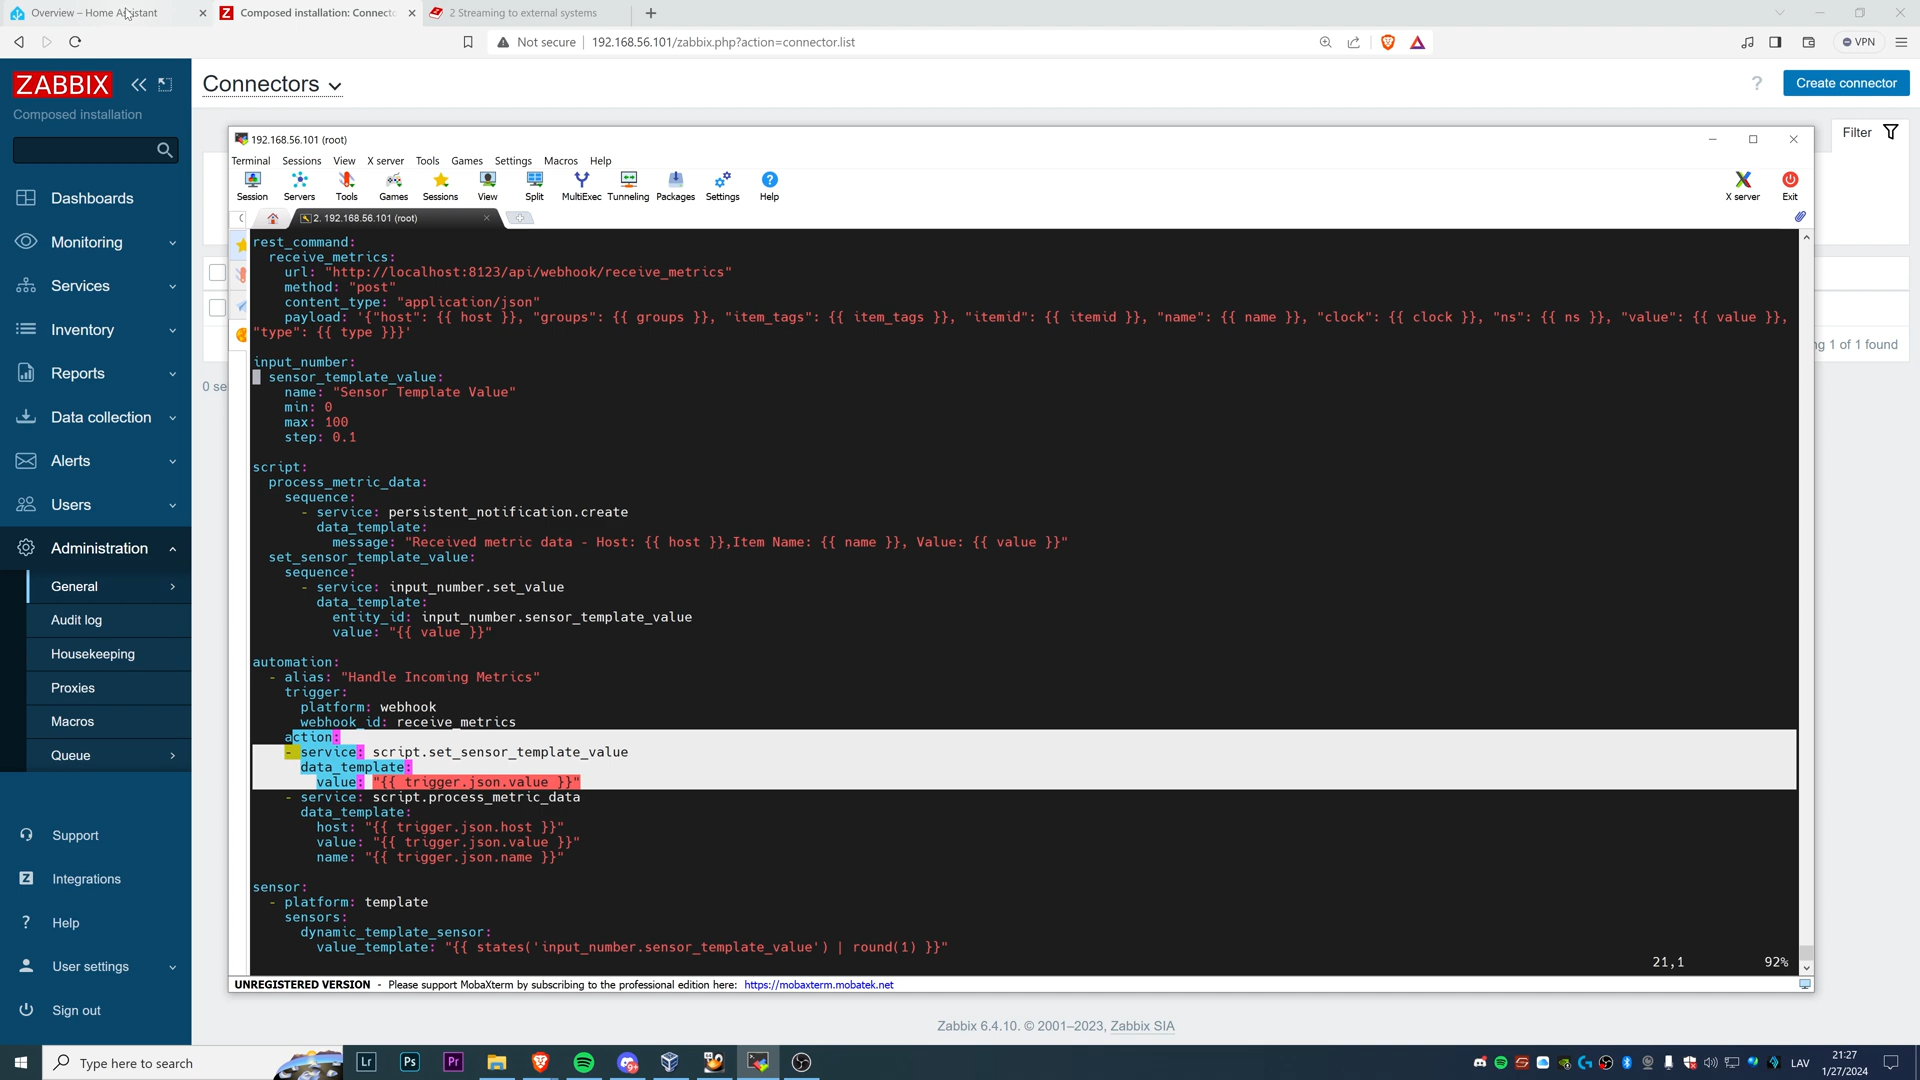 Overview – Home Assistant
Composed installation: Connecto
2 Streaming to external systems
Not secure
192.168.56.101/zabbix.php?action=connector.list
VPN
ZABBIX
Composed installation
Connectors
Create connector
Filter
Dashboards
Monitoring
Services
Inventory
Reports
Data collection
Alerts
Users
Administration
General
Audit log
Housekeeping
Proxies
Macros
Queue
Support
Integrations
Help
User settings
Sign out
0 se
g 1 of 1 found
192.168.56.101 (root)
Terminal Sessions View X server Tools Games Settings Macros Help
Session Servers Tools Games Sessions View Split MultiExec Tunneling Packages Settings Help X server Exit
2. 192.168.56.101 (root)
rest_command:
receive_metrics:
url: "http://localhost:8123/api/webhook/receive_metrics"
method: "post"
content_type: "application/json"
payload: '{"host": {{ host }}, "groups": {{ groups }}, "item_tags": {{ item_tags }}, "itemid": {{ itemid }}, "name": {{ name }}, "clock": {{ clock }}, "ns": {{ ns }}, "value": {{ value }},
"type": {{ type }}}'
input_number:
sensor_template_value:
name: "Sensor Template Value"
min: 0
max: 100
step: 0.1
script:
process_metric_data:
sequence:
- service: persistent_notification.create
data_template:
message: "Received metric data - Host: {{ host }},Item Name: {{ name }}, Value: {{ value }}"
set_sensor_template_value:
sequence:
- service: input_number.set_value
data_template:
entity_id: input_number.sensor_template_value
value: "{{ value }}"
automation:
- alias: "Handle Incoming Metrics"
trigger:
platform: webhook
webhook_id: receive_metrics
action:
- service: script.set_sensor_template_value
data_template:
value: "{{ trigger.json.value }}"
- service: script.process_metric_data
data_template:
host: "{{ trigger.json.host }}"
value: "{{ trigger.json.value }}"
name: "{{ trigger.json.name }}"
sensor:
- platform: template
sensors:
dynamic_template_sensor:
value_template: "{{ states('input_number.sensor_template_value') | round(1) }}"
21,1 92%
UNREGISTERED VERSION - Please support MobaXterm by subscribing to the professional edition here: https://mobaxterm.mobatek.net
Zabbix 6.4.10. © 2001–2023, Zabbix SIA
Type here to search
Lr
Ps
Pr
LAV
21:27
1/27/2024